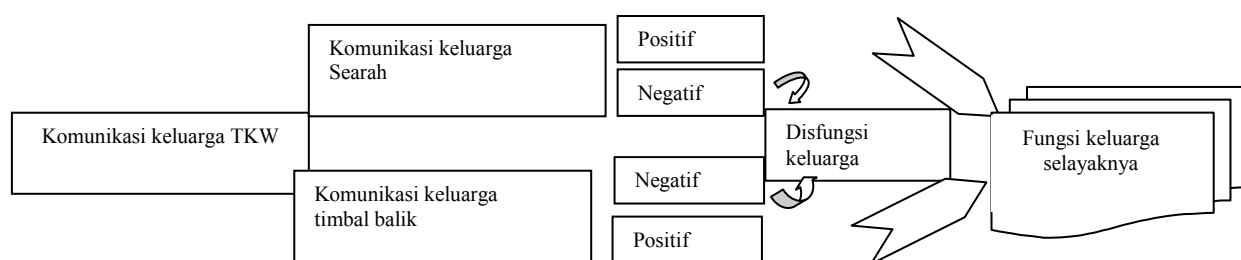 Komunikasi keluarga TKW
Komunikasi keluarga
Searah
Positif
Negatif
Komunikasi keluarga
timbal balik
Negatif
Positif
Disfungsi
keluarga
Fungsi keluarga
selayaknya